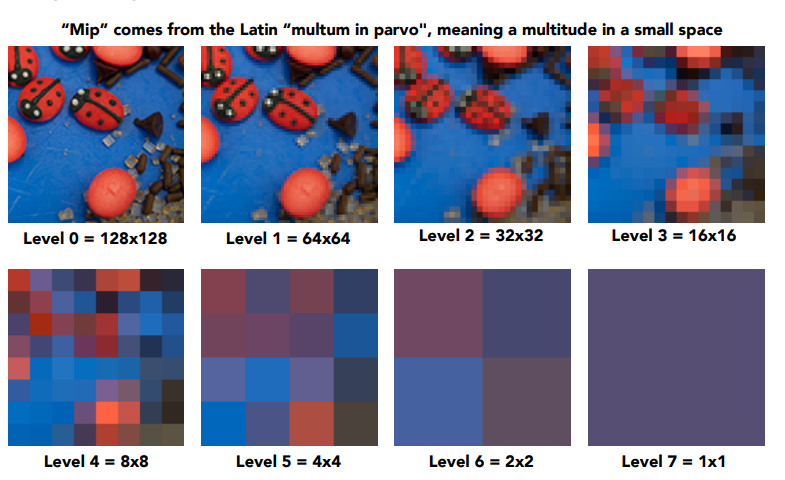 “Mip” comes from the Latin “multum in parvo", meaning a multitude in a small space
Level 0 = 128x128
Level 1 = 64x64
Level 2 = 32x32
Level 3 = 16x16
Level 4 = 8x8
Level 5 = 4x4
Level 6 = 2x2
Level 7 = 1x1